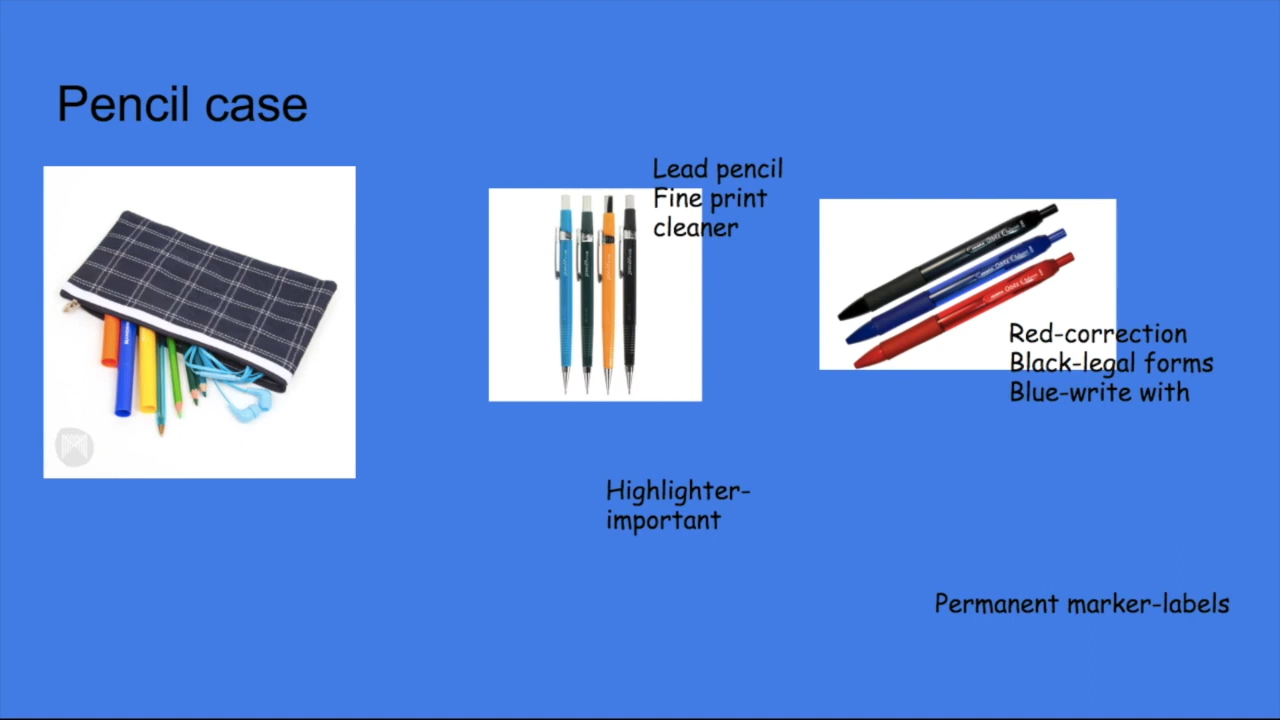 Pencil case
Lead pencil
Fine print
cleaner
Red-correction
Black-legal forms
Blue-write with
Highlighter-
important
Permanent marker-labels